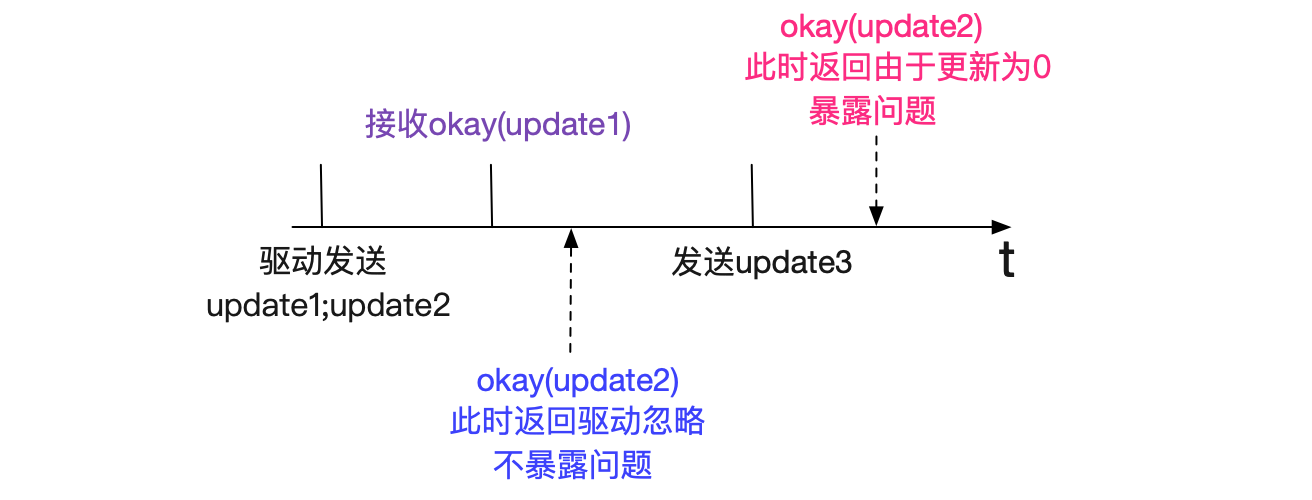 okay(update2)
此时返回由于更新为0
暴露问题
接收okay(update1)
驱动发送
update1;update2
发送update3
t
okay(update2)
此时返回驱动忽略
不暴露问题